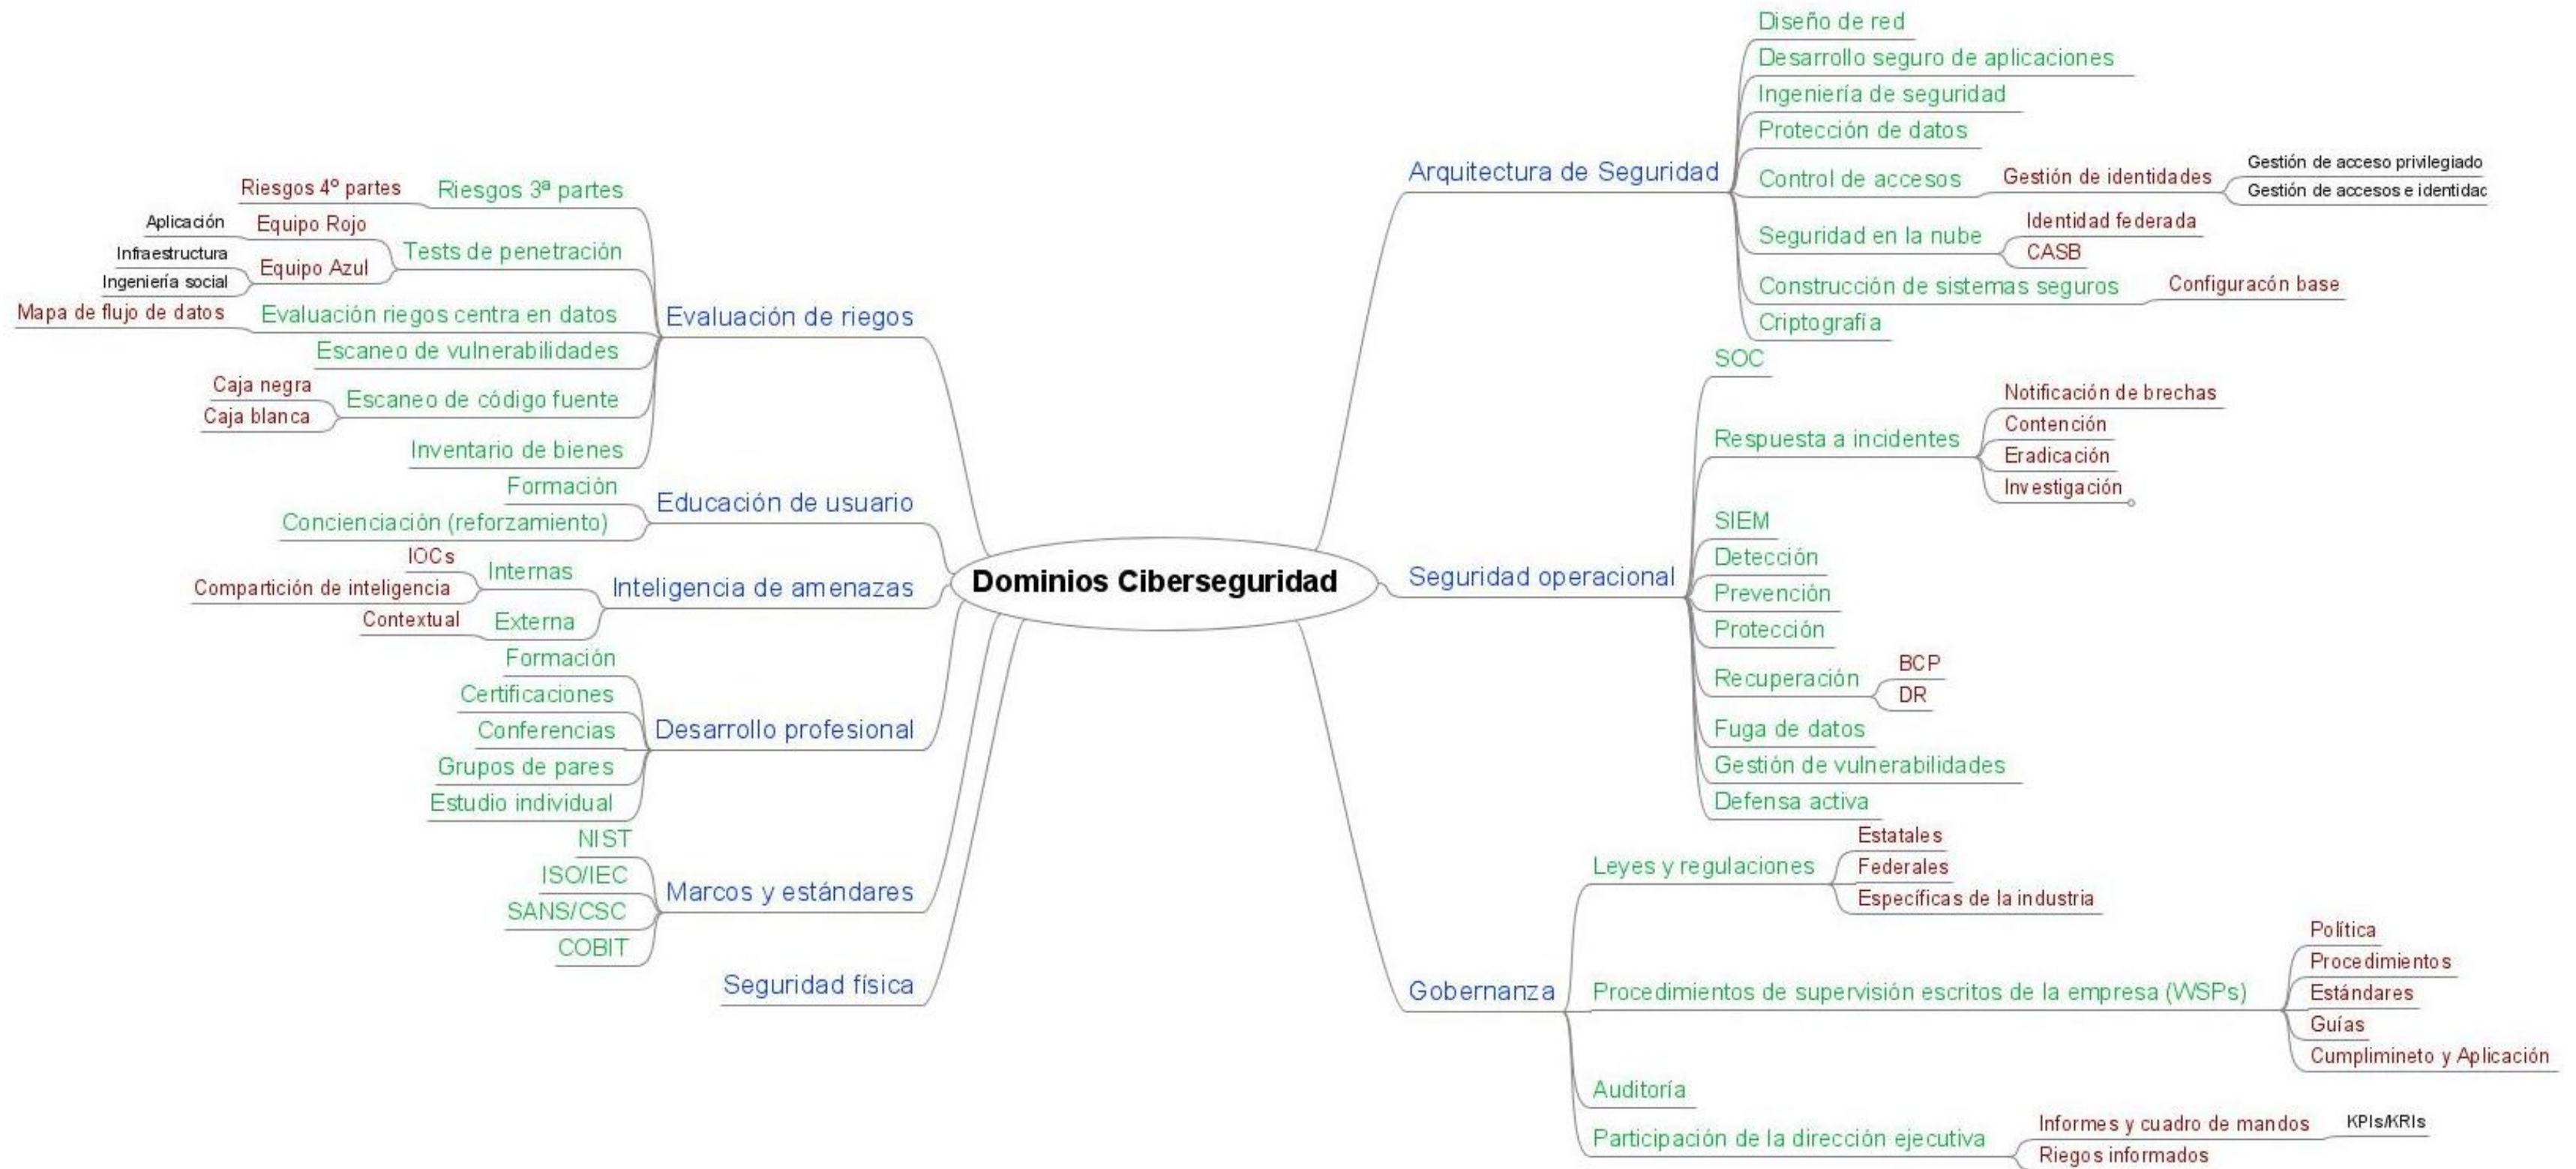 Dominios Ciberseguridad
Arquitectura de Seguridad
Diseño de red
Desarrollo seguro de aplicaciones
Ingeniería de seguridad
Protección de datos
Control de accesos
Gestión de identidades
Gestión de acceso privilegiado
Gestión de accesos e identidac
Seguridad en la nube
Identidad federada
CASB
Construcción de sistemas seguros
Configuracón base
Criptografía
Seguridad operacional
SOC
Respuesta a incidentes
Notificación de brechas
Contención
Eradicación
Investigación
SIEM
Detección
Prevención
Protección
Recuperación
BCP
DR
Fuga de datos
Gestión de vulnerabilidades
Defensa activa
Gobernanza
Leyes y regulaciones
Estatales
Federales
Específicas de la industria
Procedimientos de supervisión escritos de la empresa (WSPs)
Política
Procedimientos
Estándares
Guías
Cumplimineto y Aplicación
Auditoría
Participación de la dirección ejecutiva
Informes y cuadro de mandos
KPIs/KRIs
Riegos informados
Evaluación de riegos
Riesgos 3ª partes
Riesgos 4º partes
Tests de penetración
Equipo Rojo
Aplicación
Equipo Azul
Infraestructura
Ingeniería social
Evaluación riegos centra en datos
Mapa de flujo de datos
Escaneo de vulnerabilidades
Escaneo de código fuente
Caja negra
Caja blanca
Inventario de bienes
Educación de usuario
Formación
Concienciación (reforzamiento)
Inteligencia de amenazas
Internas
IOCs
Compartición de inteligencia
Externa
Contextual
Desarrollo profesional
Formación
Certificaciones
Conferencias
Grupos de pares
Estudio individual
Marcos y estándares
NIST
ISO/IEC
SANS/CSC
COBIT
Seguridad física